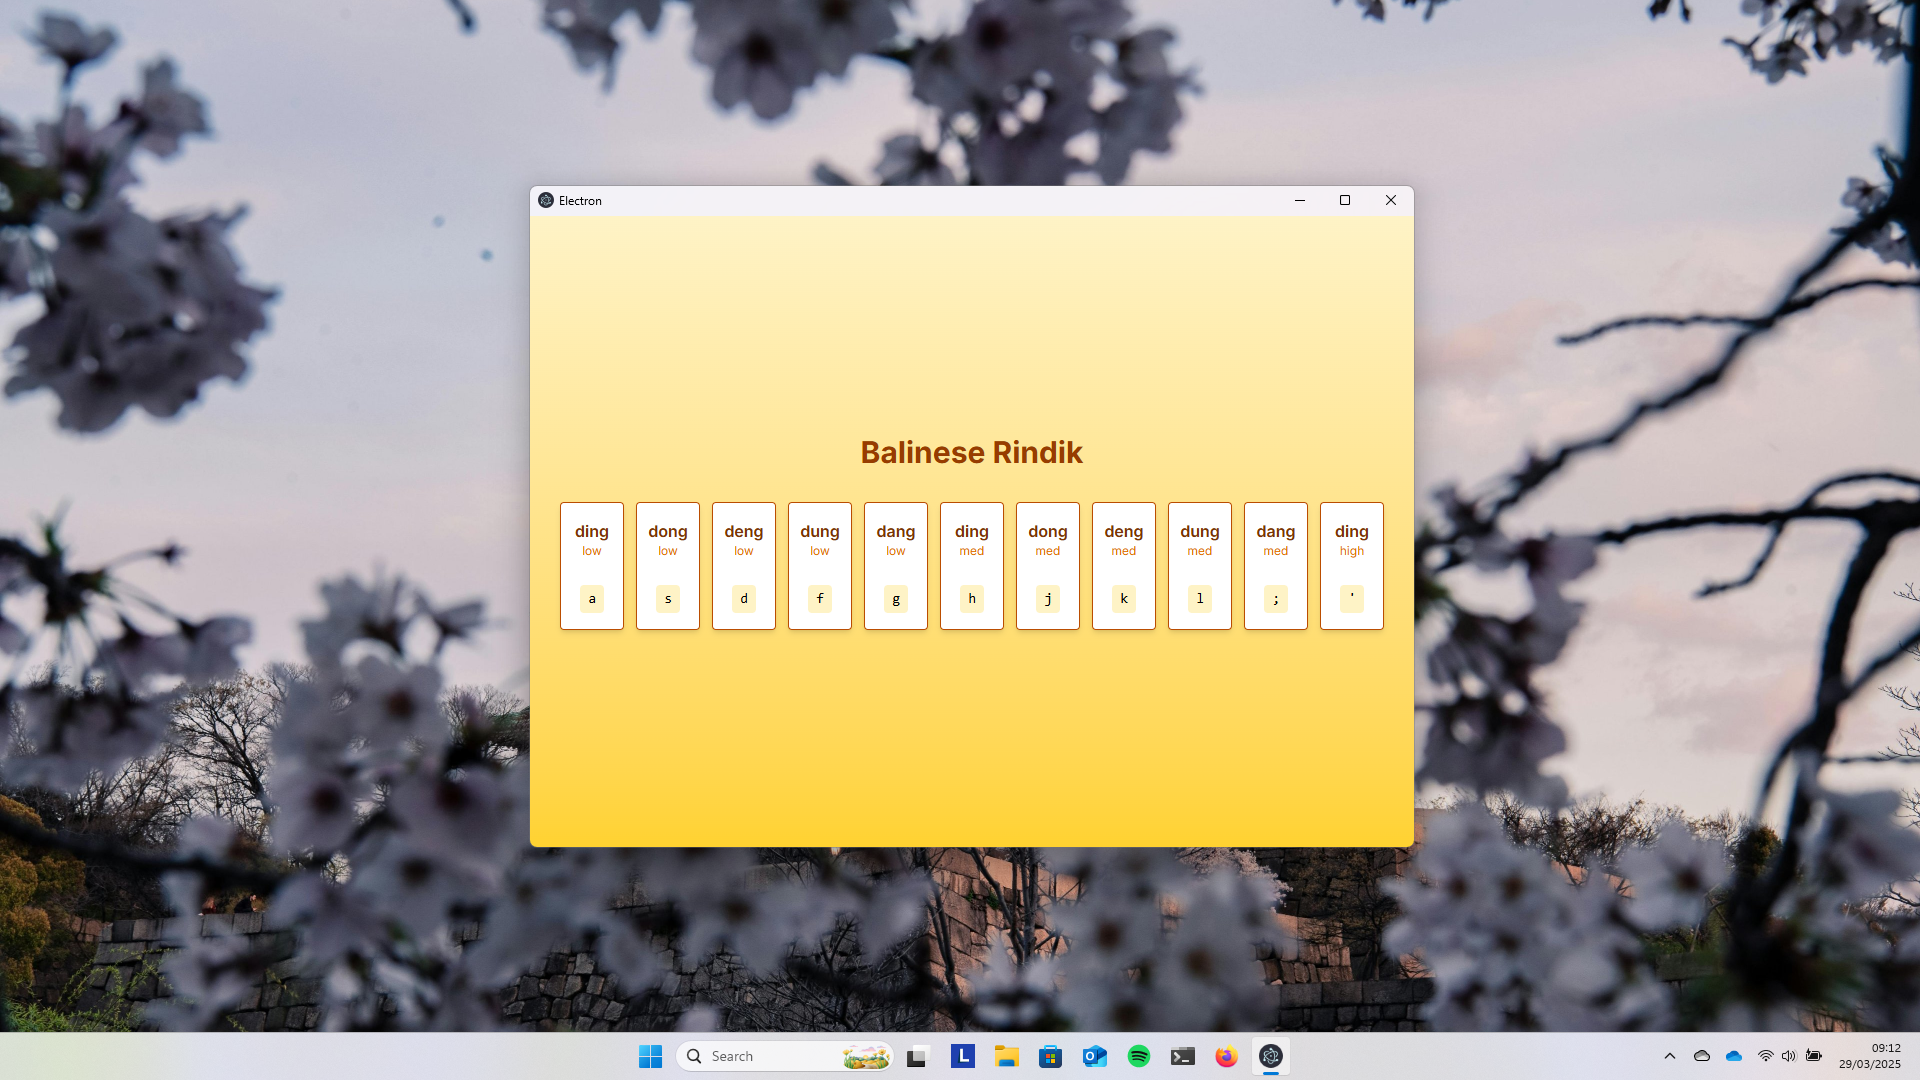 Electron
Balinese Rindik
ding dong deng dung dang ding dong deng dung dang ding
low low low low low med med med med med high
a s d f g h j k l ; '
Search
L
09:12
29/03/2025